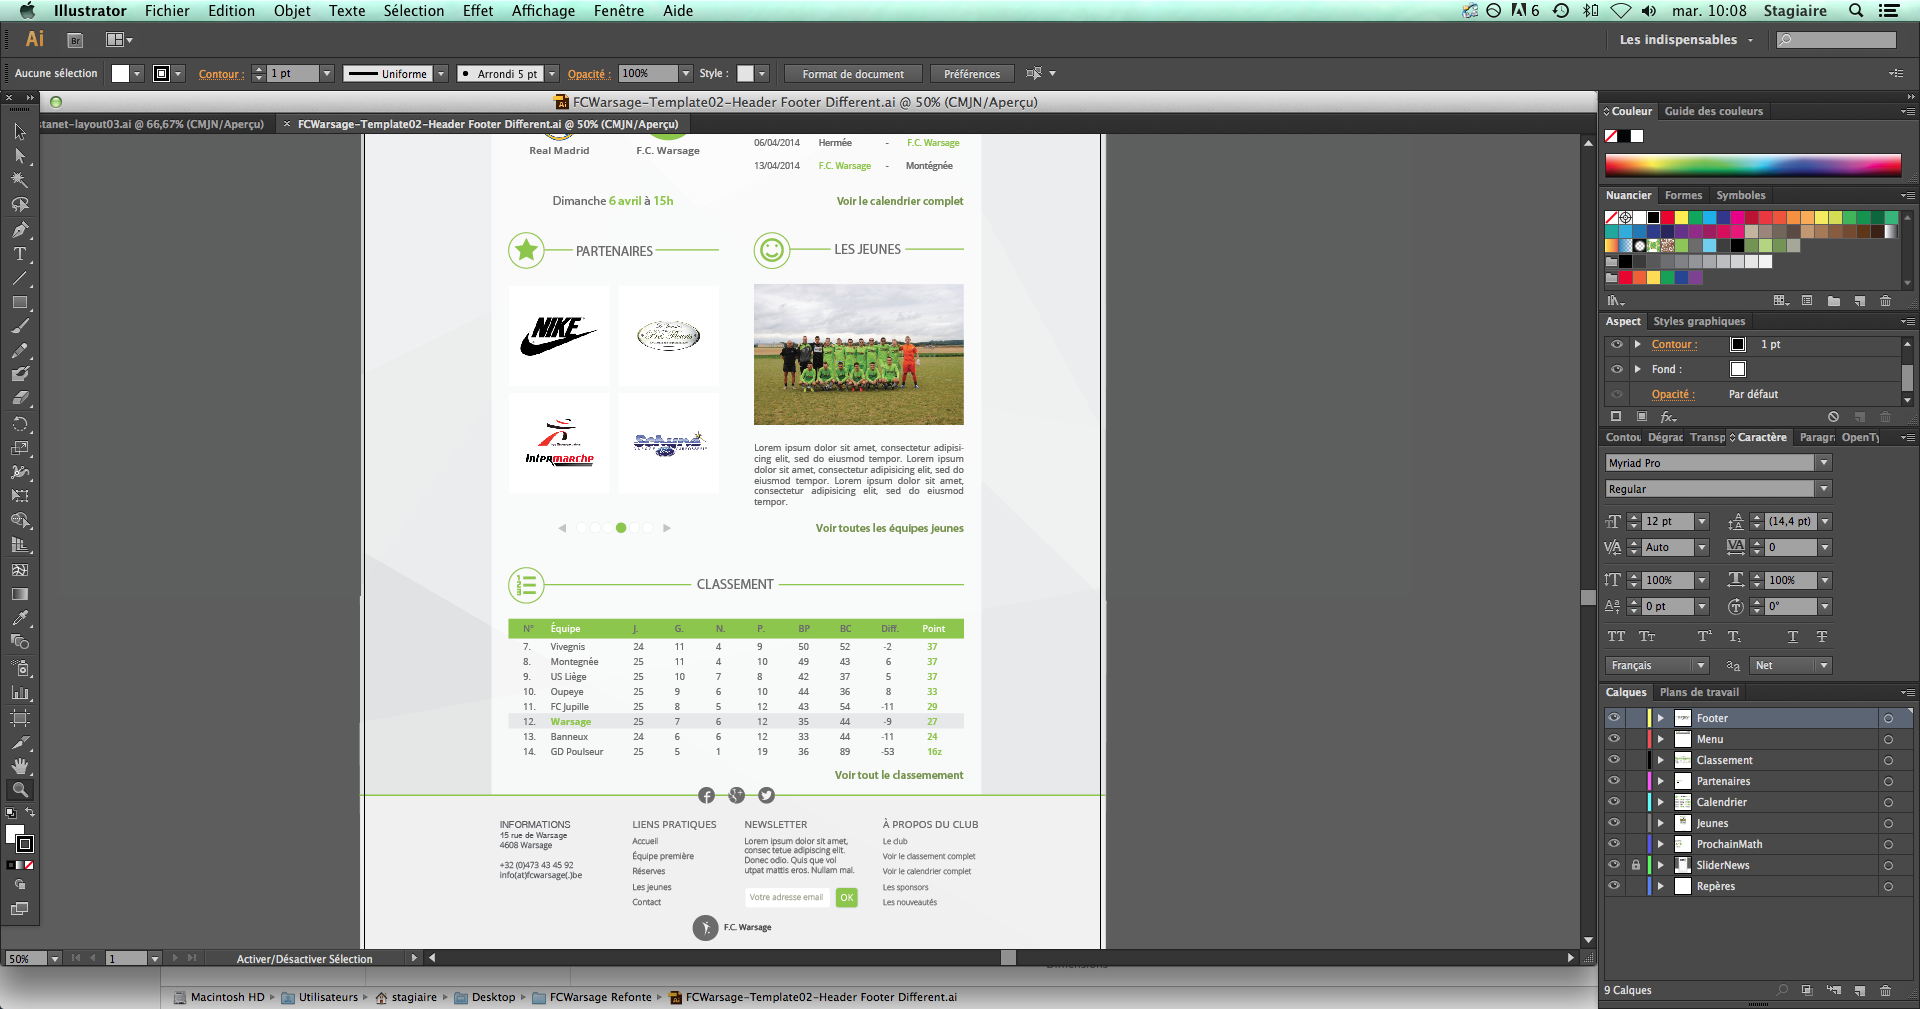 Illustrator Fichier Edition Objet Texte Sélection Effet Affichage Fenêtre Aide
6 mar. 10:08 Stagiaire
Ai Br Les indispensables
Aucune sélection Contour : 1 pt Uniforme Arrondi 5 pt Opacité : 100% Style : Format de document Préférences
FCWarsage-Template02-Header Footer Different.ai @ 50% (CMJN/Aperçu)
stanet-layout03.ai @ 66,67% (CMJN/Aperçu) × FCWarsage-Template02-Header Footer Different.ai @ 50% (CMJN/Aperçu)
Real Madrid F.C. Warsage
06/04/2014 Hermée - F.C. Warsage
13/04/2014 F.C. Warsage - Montégnée
Dimanche 6 avril à 15h
Voir le calendrier complet
PARTENAIRES
LES JEUNES
NIKE
InterMARCHE
Lorem ipsum dolor sit amet, consectetur adipisi-
cing elit, sed do eiusmod tempor. Lorem ipsum
dolor sit amet, consectetur adipisicing elit, sed do
eiusmod tempor. Lorem ipsum dolor sit amet,
consectetur adipisicing elit, sed do eiusmod
tempor.
Voir toutes les équipes jeunes
CLASSEMENT
N° Équipe J. G. N. P. BP BC Diff. Point
7. Vivegnis 24 11 4 9 50 52 -2 37
8. Montegnée 25 11 4 10 49 43 6 37
9. US Liège 25 10 7 8 42 37 5 37
10. Oupeye 25 9 6 10 44 36 8 33
11. FC Jupille 25 8 5 12 43 54 -11 29
12. Warsage 25 7 6 12 35 44 -9 27
13. Banneux 24 6 6 12 33 44 -11 24
14. GD Poulseur 25 5 1 19 36 89 -53 16z
Voir tout le classemement
INFORMATIONS
15 rue de Warsage
4608 Warsage
+32 (0)473 43 45 92
info(at)fcwarsage(.)be
LIENS PRATIQUES
Accueil
Équipe première
Réserves
Les jeunes
Contact
NEWSLETTER
Lorem ipsum dolor sit amet,
consec tetue adipiscing elit.
Donec odio. Quis que vol
utpat mattis eros. Nullam mal.
Votre adresse email OK
À PROPOS DU CLUB
Le club
Voir le classement complet
Voir le calendrier complet
Les sponsors
Les nouveautés
F.C. Warsage
50% 1 Activer/Désactiver Sélection
Dimensions
Macintosh HD Utilisateurs stagiaire Desktop FCWarsage Refonte FCWarsage-Template02-Header Footer Different.ai
Couleur Guide des couleurs
Nuancier Formes Symboles
Aspect Styles graphiques
Contour : 1 pt
Fond :
Opacité : Par défaut
fx
Contou Dégrac Transp Caractère Paragr OpenTy
Myriad Pro
Regular
12 pt (14,4 pt)
Auto 0
100% 100%
0 pt 0°
Français aa Net
Calques Plans de travail
Footer
Menu
Classement
Partenaires
Calendrier
Jeunes
ProchainMath
SliderNews
Repères
9 Calques